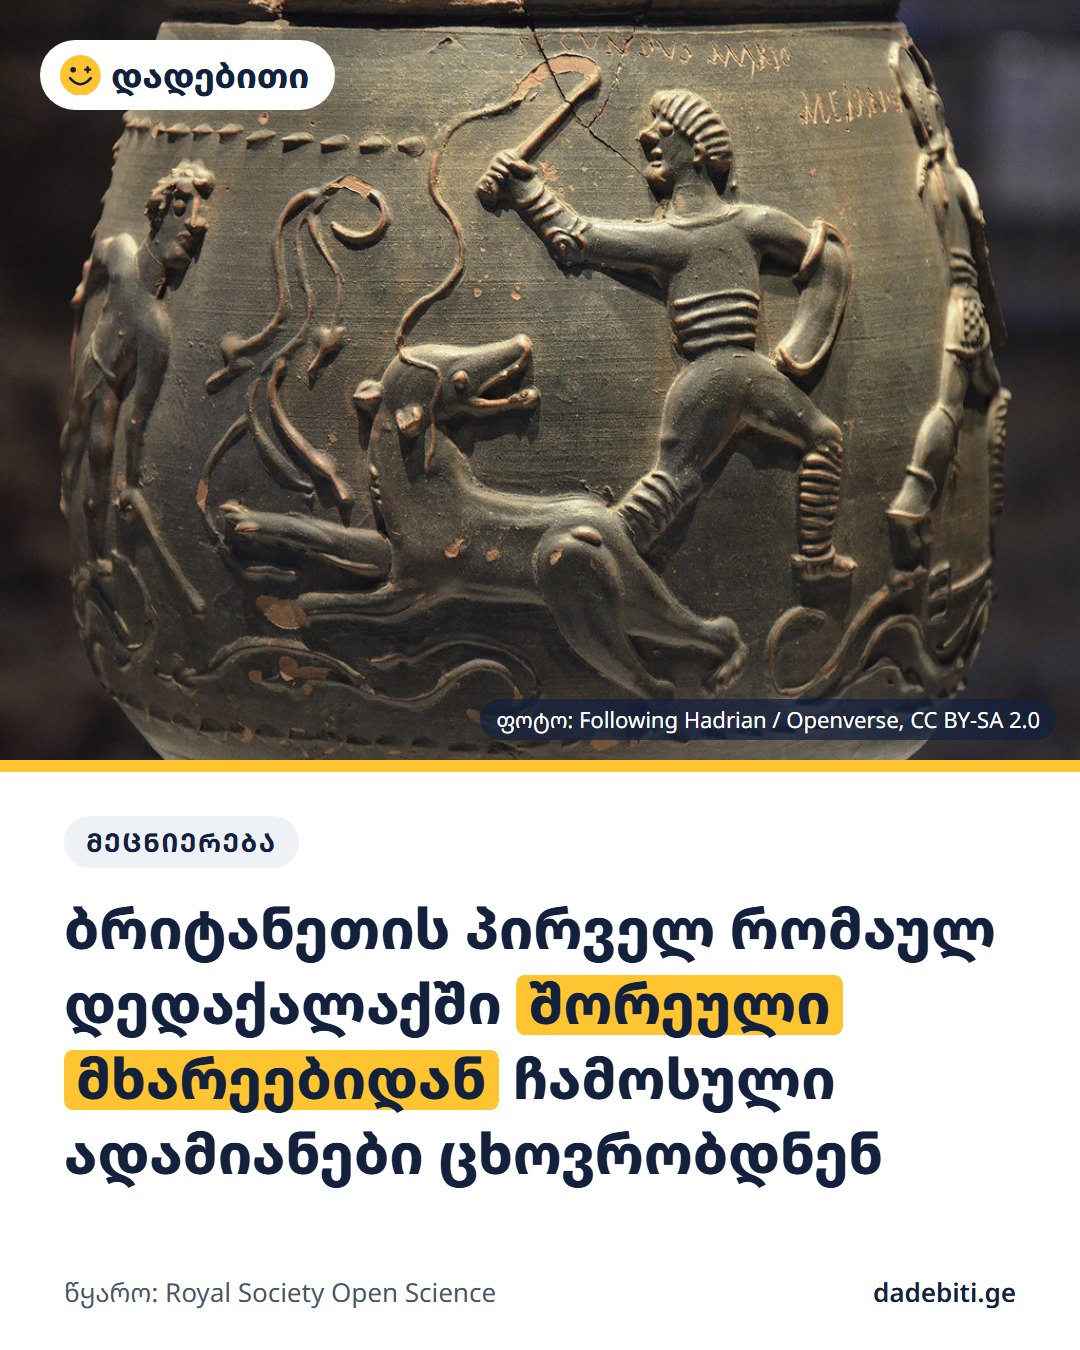 დადებითი
ფოტო: Following Hadrian / Openverse, CC BY-SA 2.0
მეცნიერება
ბრიტანეთის პირველ რომაულ
დედაქალაქში შორეული
მხარეებიდან ჩამოსული
ადამიანები ცხოვრობდნენ
წყარო: Royal Society Open Science
dadebiti.ge